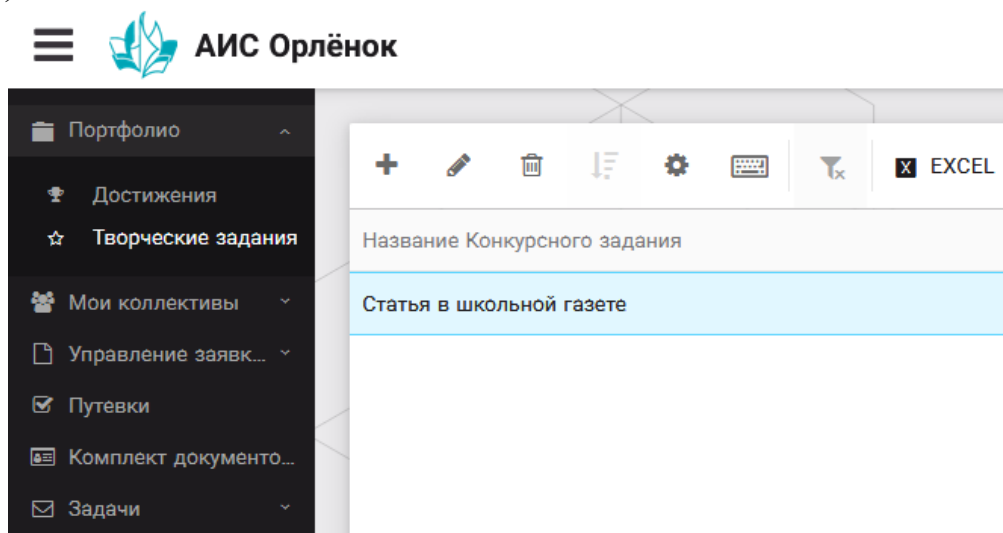 АИС Орлёнок
Портфолио
Достижения
Творческие задания
Мои коллективы
Управление заявк...
Путевки
Комплект документо...
Задачи
EXCEL
Название Конкурсного задания
Статья в школьной газете